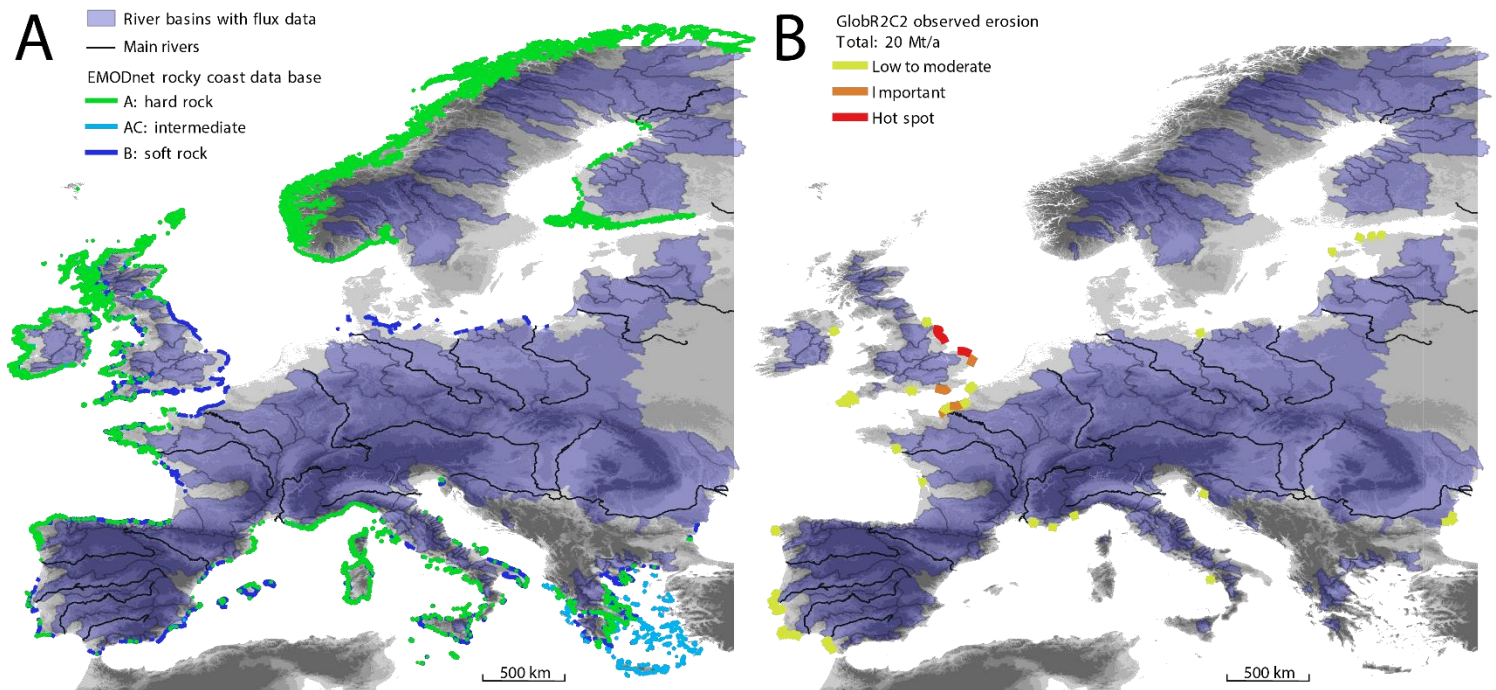 A
River basins with flux data
Main rivers
EMODnet rocky coast data base
A: hard rock
AC: intermediate
B: soft rock
500 km
B
GlobR2C2 observed erosion
Total: 20 Mt/a
Low to moderate
Important
Hot spot
500 km